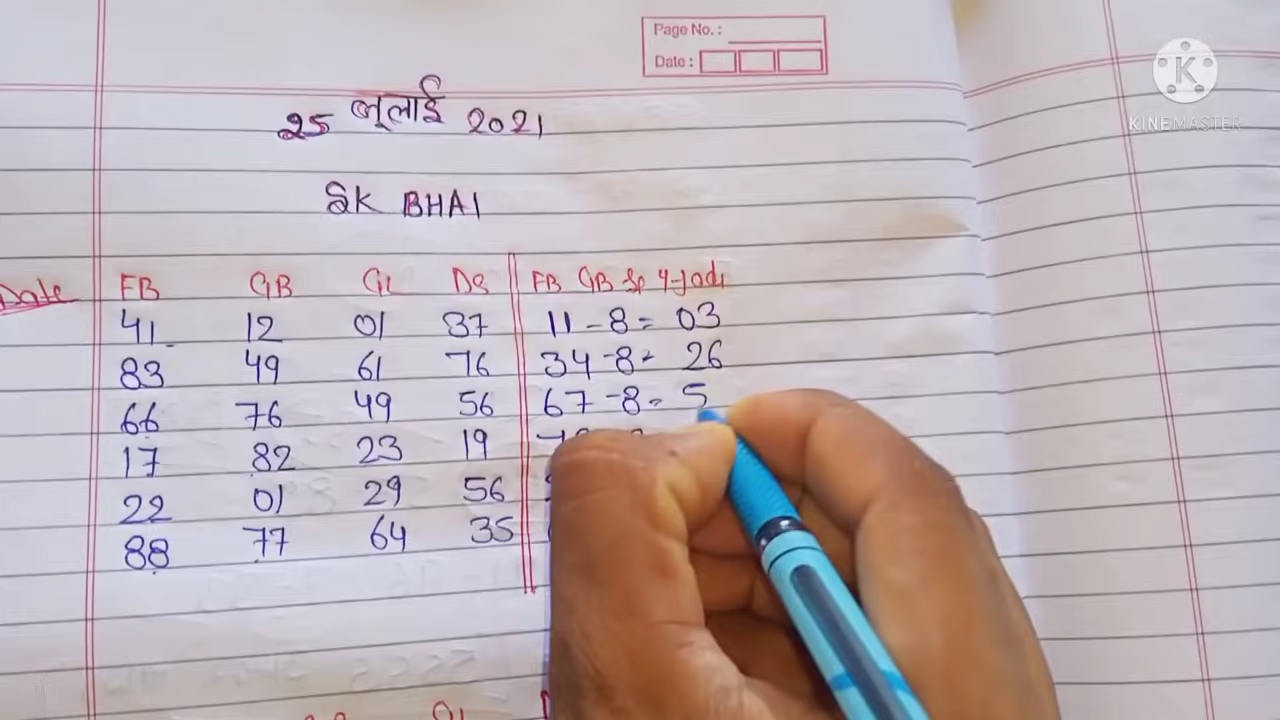 Page No. :
Date :
K
KINEMASTER
25 जूलाई 2021
SK BHAI
Date FB GB GL DS FB GB से 4-Jodi
41 12 01 37 11-8= 03
83 49 61 76 34-8= 26
66 76 49 56 67-8= 5
17 82 23 19
22 01 29 56
88 77 64 35